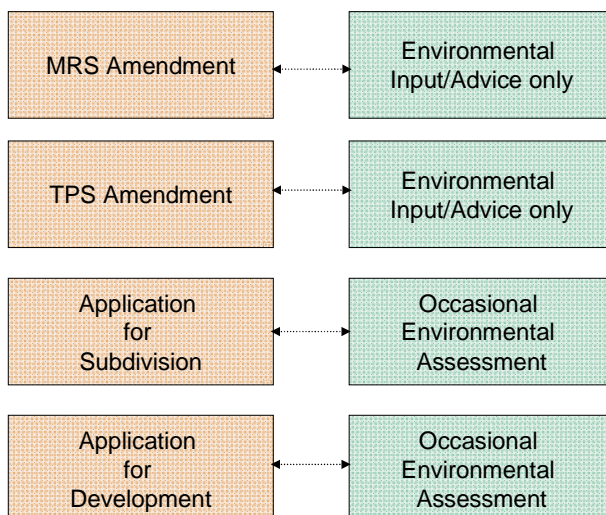 MRS Amendment
Environmental
Input/Advice only
TPS Amendment
Environmental
Input/Advice only
Application
for
Subdivision
Occasional
Environmental
Assessment
Application
for
Development
Occasional
Environmental
Assessment